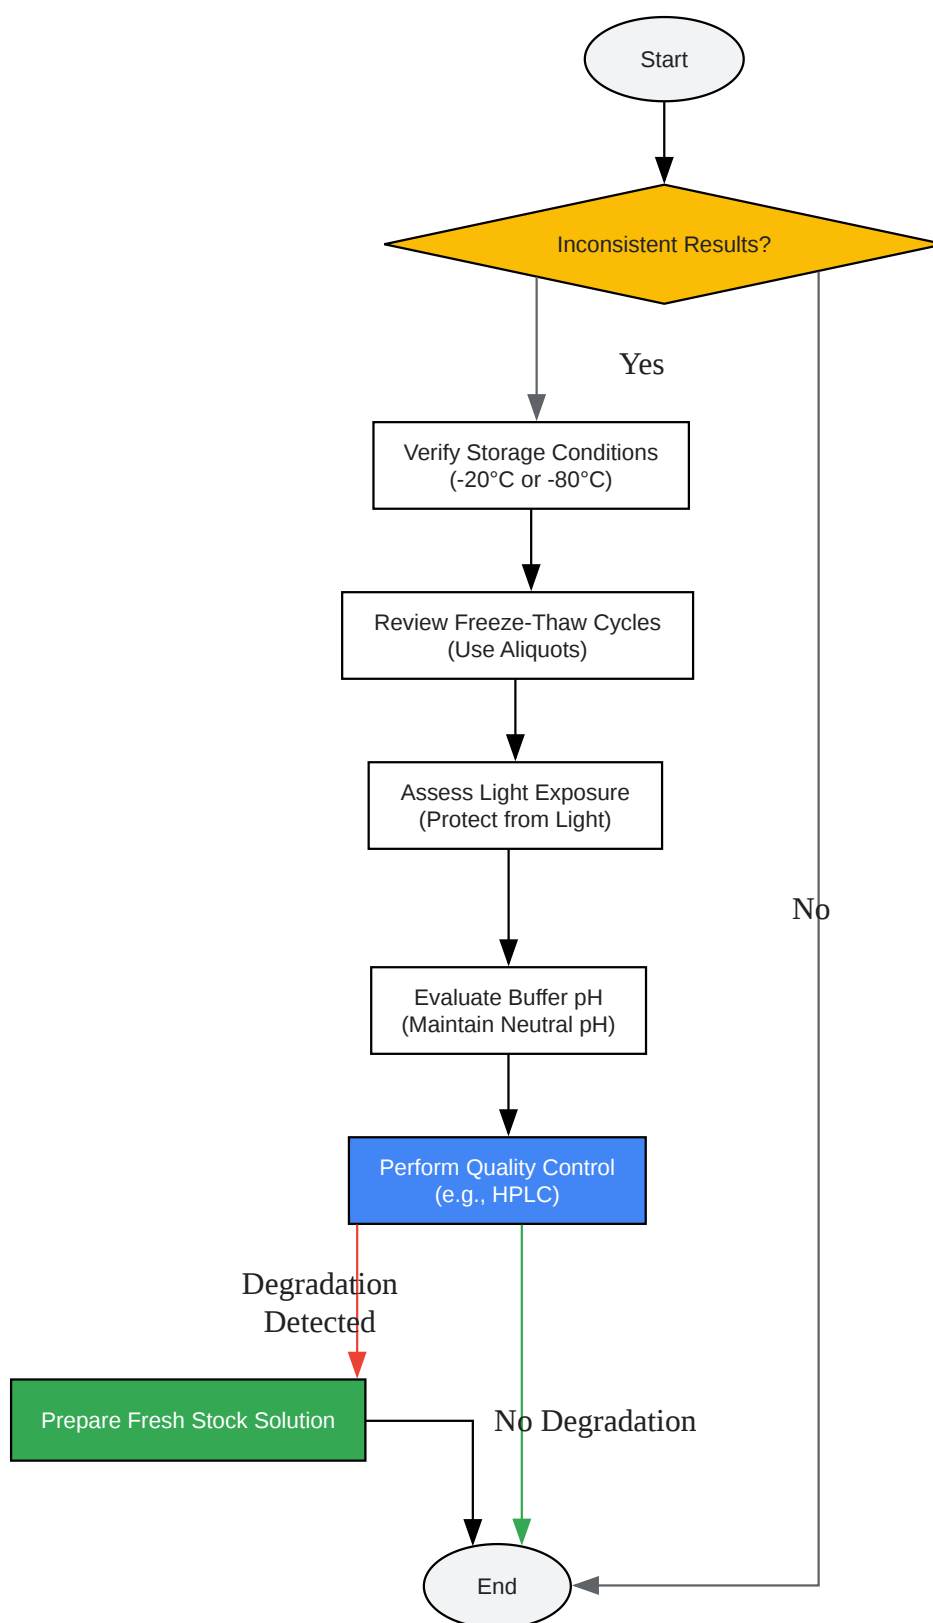 Start
Inconsistent Results?
Yes
Verify Storage Conditions
(-20°C or -80°C)
Review Freeze-Thaw Cycles
(Use Aliquots)
Assess Light Exposure
(Protect from Light)
No
Evaluate Buffer pH
(Maintain Neutral pH)
Perform Quality Control
(e.g., HPLC)
Degradation
Detected
Prepare Fresh Stock Solution
No Degradation
End